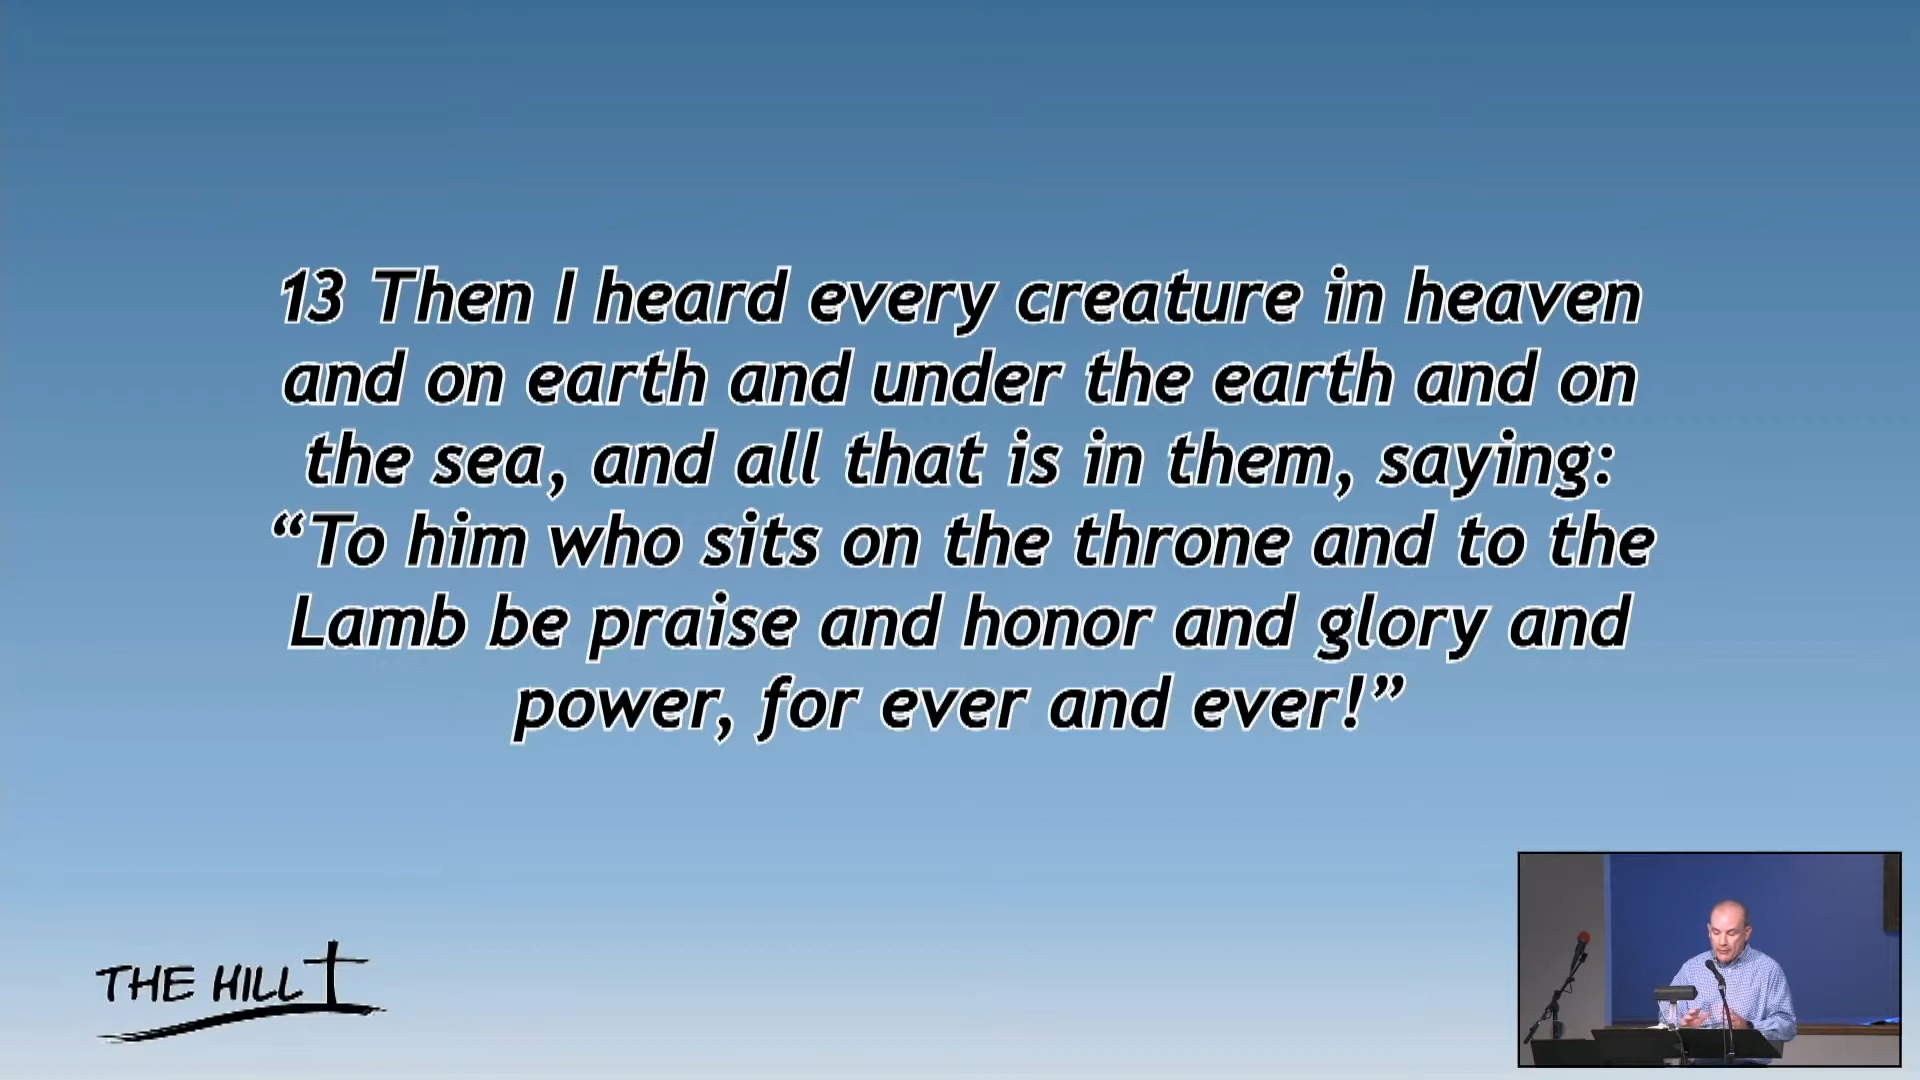 13 Then I heard every creature in heaven
and on earth and under the earth and on
the sea, and all that is in them, saying:
“To him who sits on the throne and to the
Lamb be praise and honor and glory and
power, for ever and ever!”
THE HILL